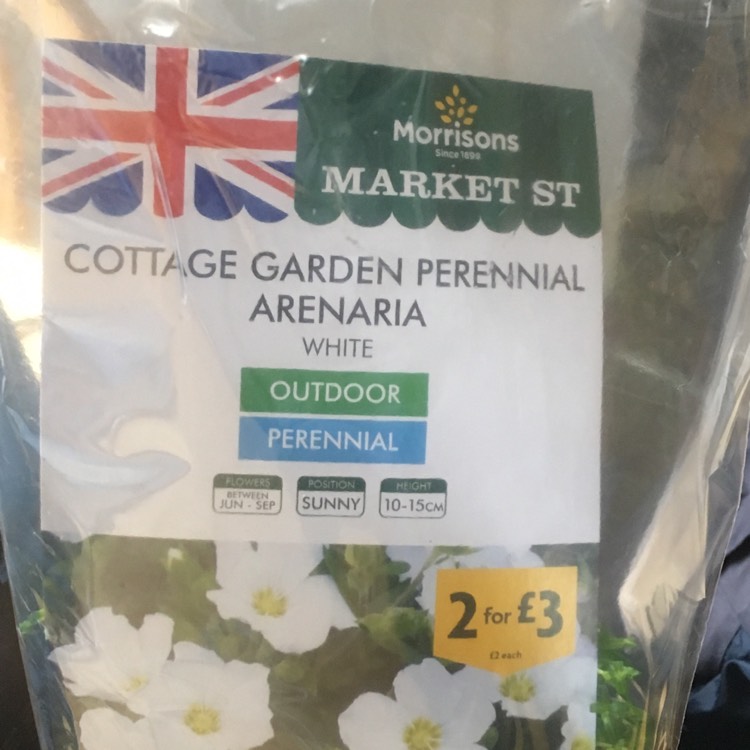 Morrisons
Since 1899
MARKET ST
COTTAGE GARDEN PERENNIAL
ARENARIA
WHITE
OUTDOOR
PERENNIAL
FLOWERS
BETWEEN
JUN - SEP
POSITION
SUNNY
HEIGHT
10-15CM
2 for £3
£2 each